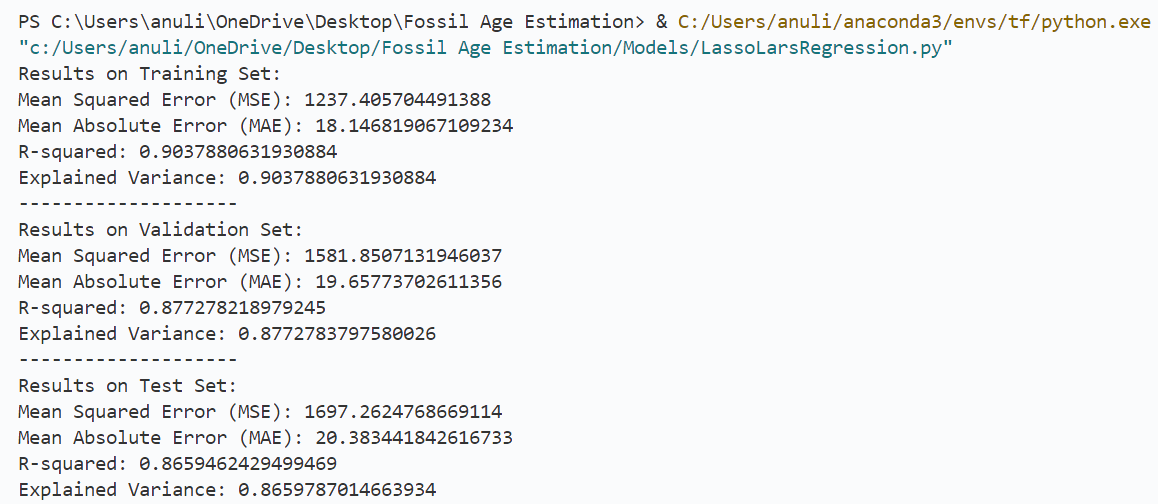 PS C:\Users\anuli\OneDrive\Desktop\Fossil Age Estimation> & C:/Users/anuli/anaconda3/envs/tf/python.exe
"c:/Users/anuli/OneDrive/Desktop/Fossil Age Estimation/Models/LassoLarsRegression.py"
Results on Training Set:
Mean Squared Error (MSE): 1237.405704491388
Mean Absolute Error (MAE): 18.146819067109234
R-squared: 0.9037880631930884
Explained Variance: 0.9037880631930884
--------------------
Results on Validation Set:
Mean Squared Error (MSE): 1581.8507131946037
Mean Absolute Error (MAE): 19.65773702611356
R-squared: 0.877278218979245
Explained Variance: 0.8772783797580026
--------------------
Results on Test Set:
Mean Squared Error (MSE): 1697.2624768669114
Mean Absolute Error (MAE): 20.383441842616733
R-squared: 0.8659462429499469
Explained Variance: 0.8659787014663934